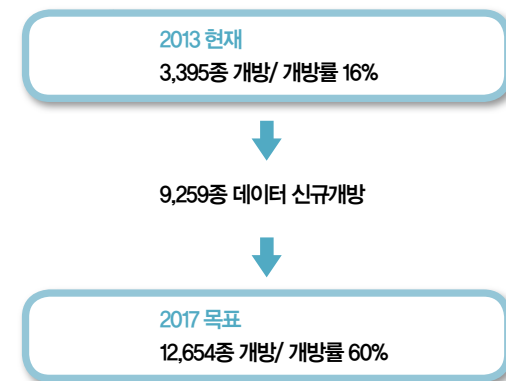 2013 현재
3,395종 개방/ 개방률 16%
9,259종 데이터 신규개방
2017 목표
12,654종 개방/ 개방률 60%